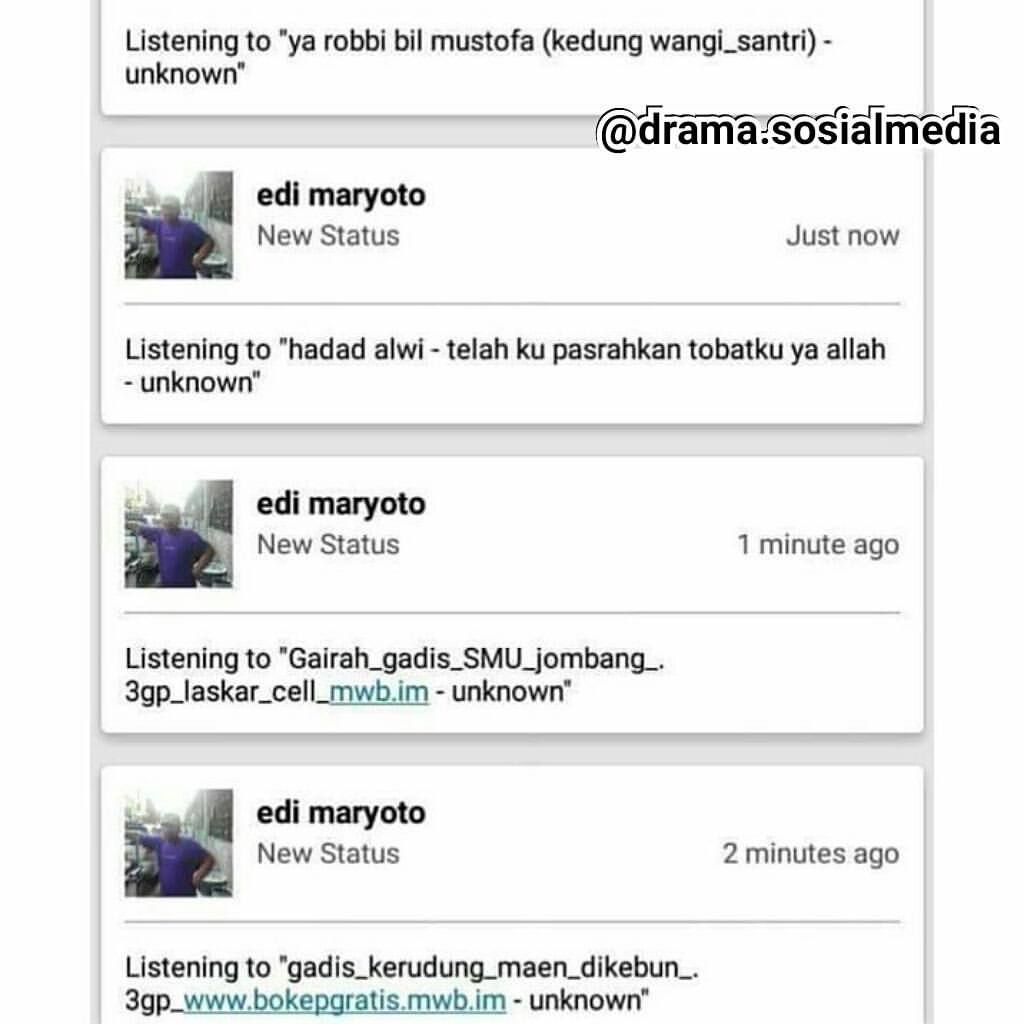 Listening to "ya robbi bil mustofa (kedung wangi_santri) -
unknown"
@drama.sosialmedia
edi maryoto
New Status
Just now
Listening to "hadad alwi - telah ku pasrahkan tobatku ya allah
- unknown"
edi maryoto
New Status
1 minute ago
Listening to "Gairah_gadis_SMU_jombang_.
3gp_laskar_cell_mwb.im - unknown"
edi maryoto
New Status
2 minutes ago
Listening to "gadis_kerudung_maen_dikebun_.
3gp_www.bokepgratis.mwb.im - unknown"